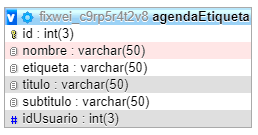 v fixwei_c9rp5r4t2v8 agendaEtiqueta
id : int(3)
nombre : varchar(50)
etiqueta : varchar(50)
titulo : varchar(50)
subtitulo : varchar(50)
# idUsuario : int(3)